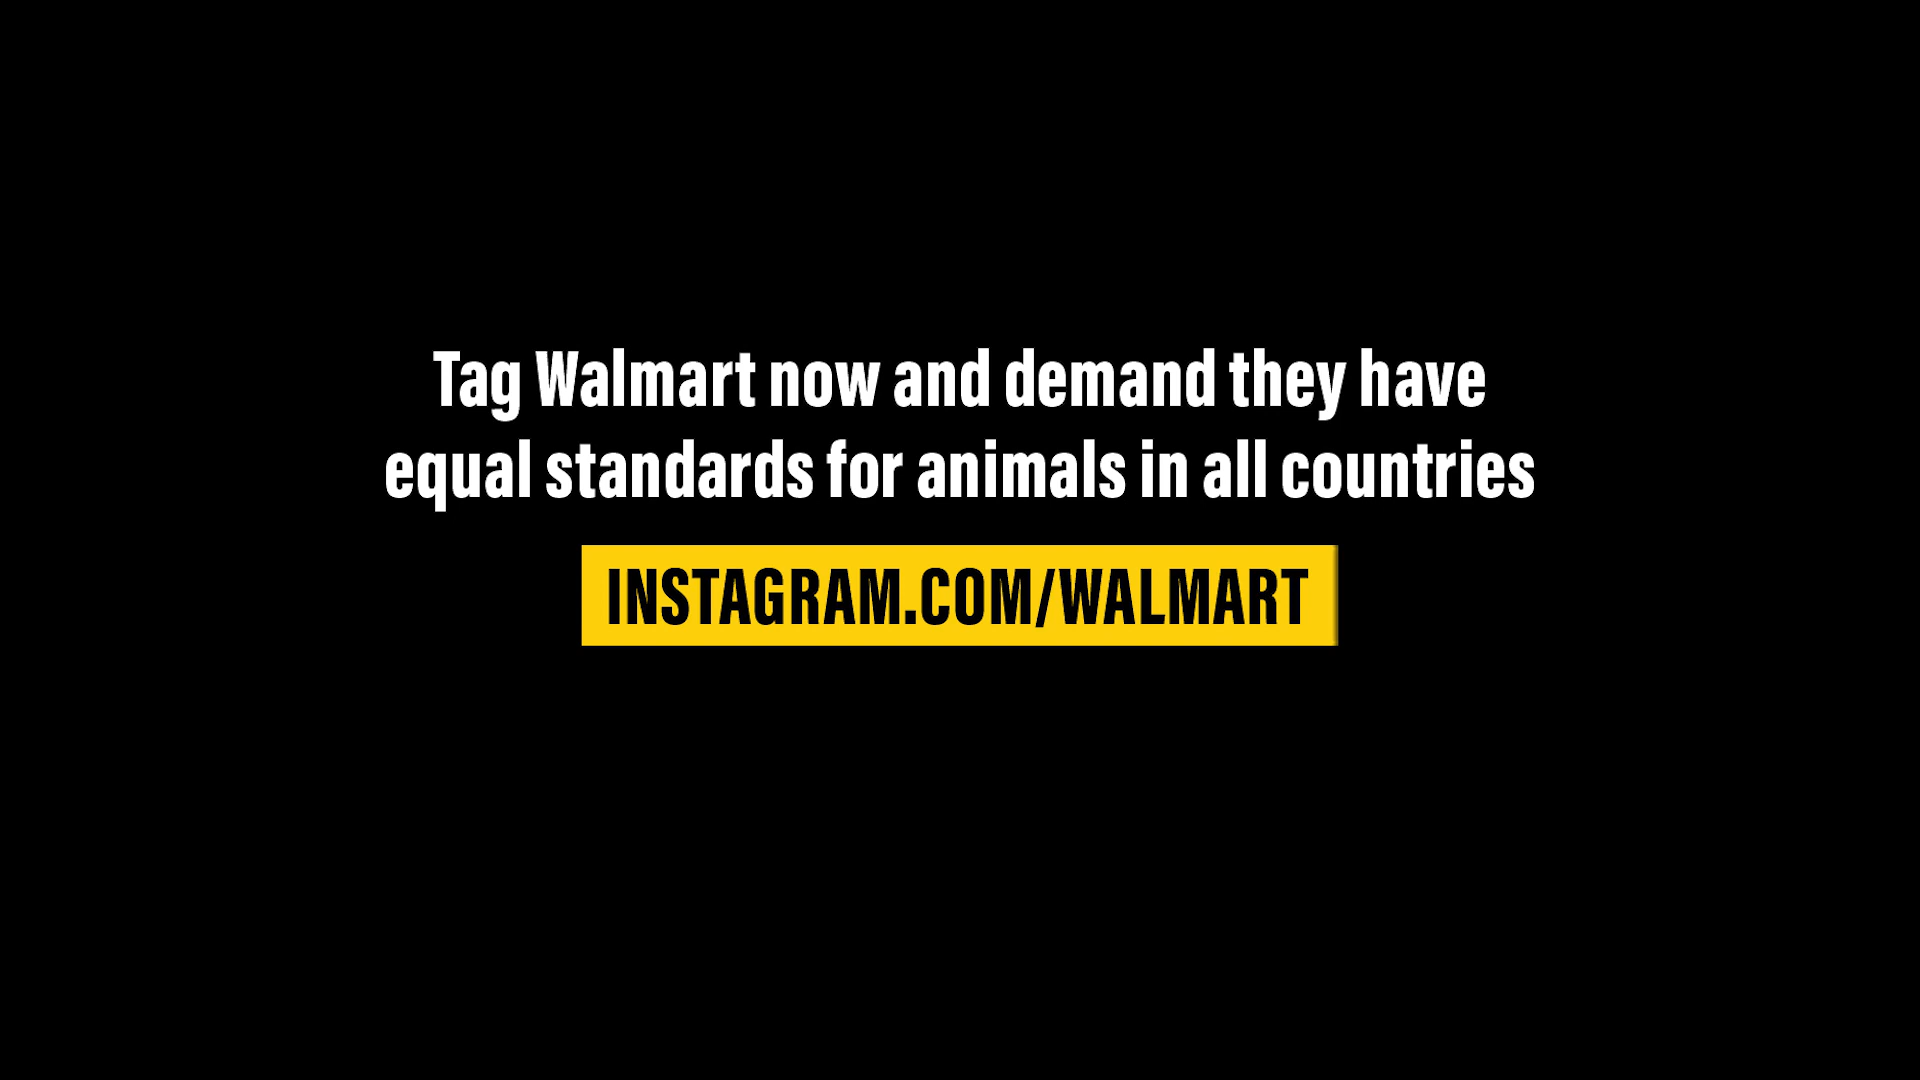 Tag Walmart now and demand they have
equal standards for animals in all countries
INSTAGRAM.COM/WALMART